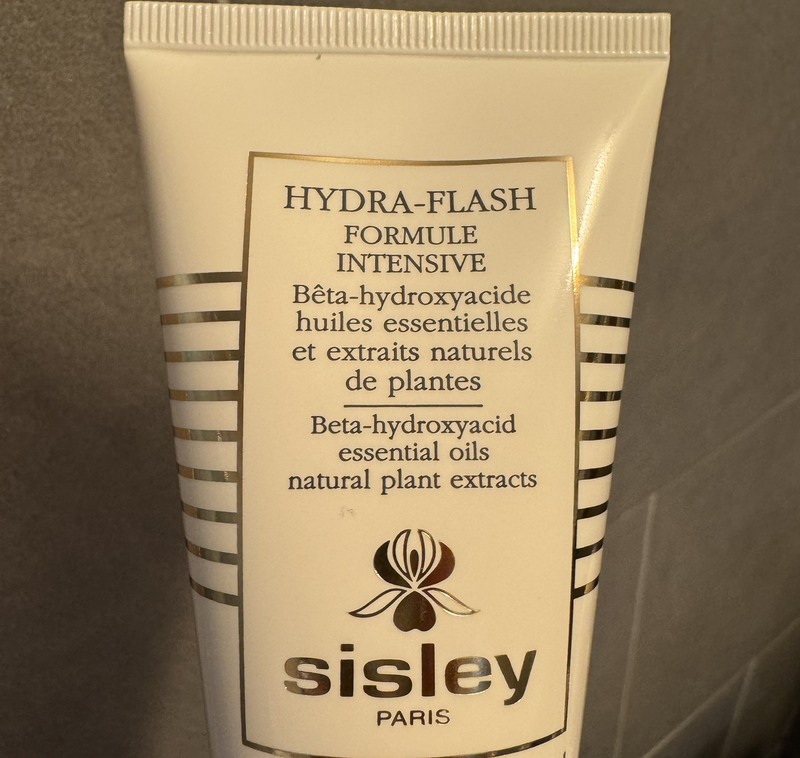 HYDRA-FLASH
FORMULE
INTENSIVE
Bêta-hydroxyacide
huiles essentielles
et extraits naturels
de plantes
Beta-hydroxyacid
essential oils
natural plant extracts
sisley
PARIS